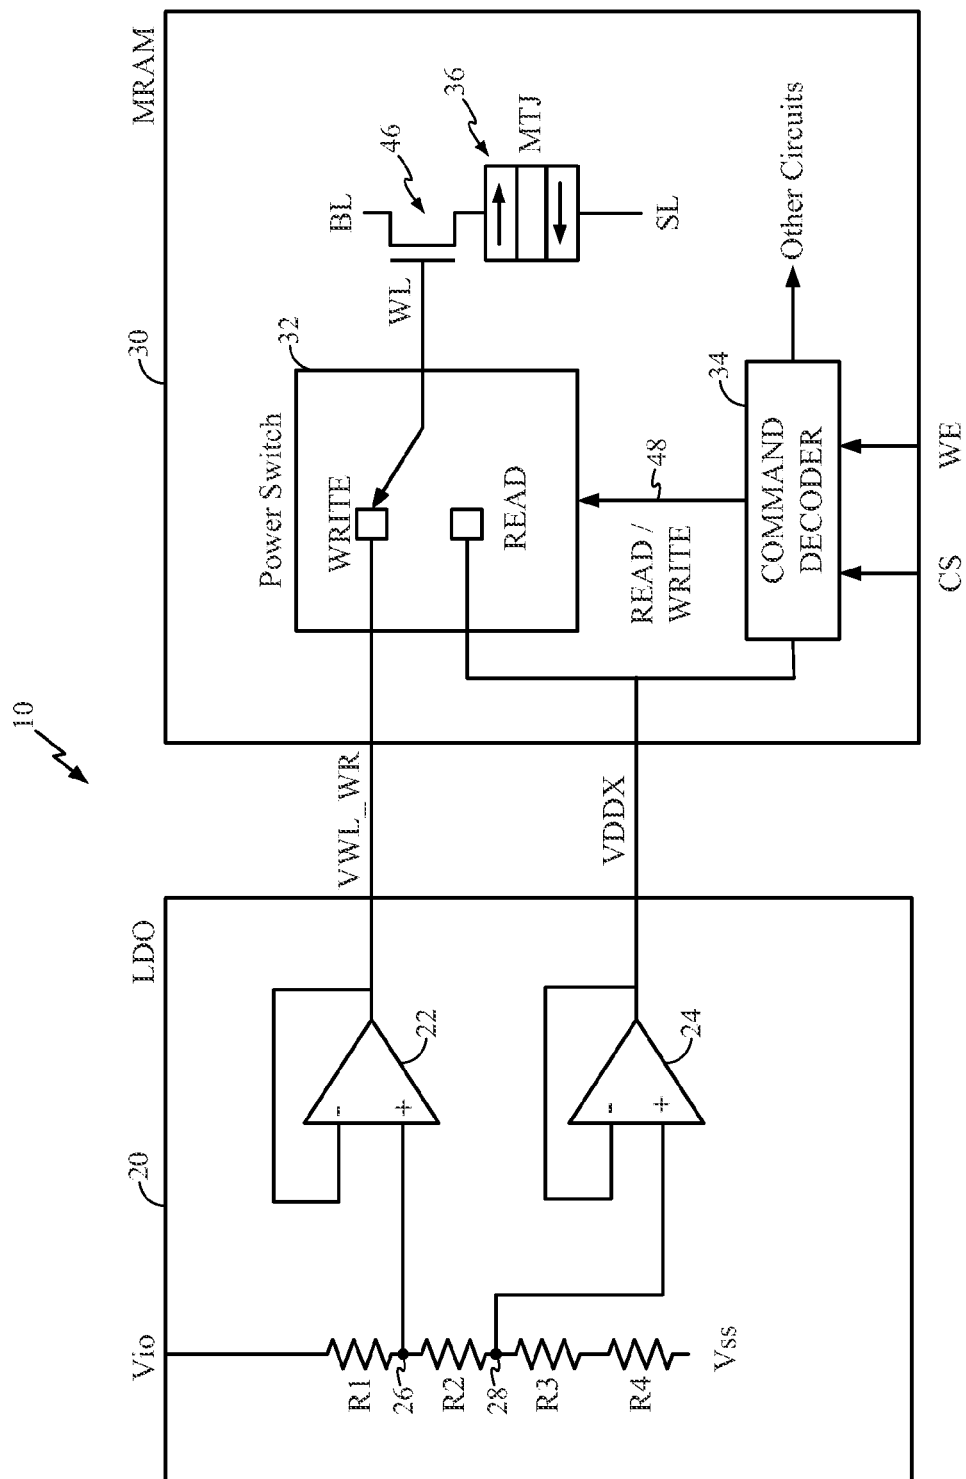 10
20
LDO
Vio
R1
26
R2
28
R3
R4
Vss
-
+
22
-
+
24
VWL_WR
VDDX
30
MRAM
Power Switch
32
WRITE
READ
WL
BL
46
36
MTJ
SL
READ /
WRITE
48
34
COMMAND
DECODER
Other Circuits
CS
WE